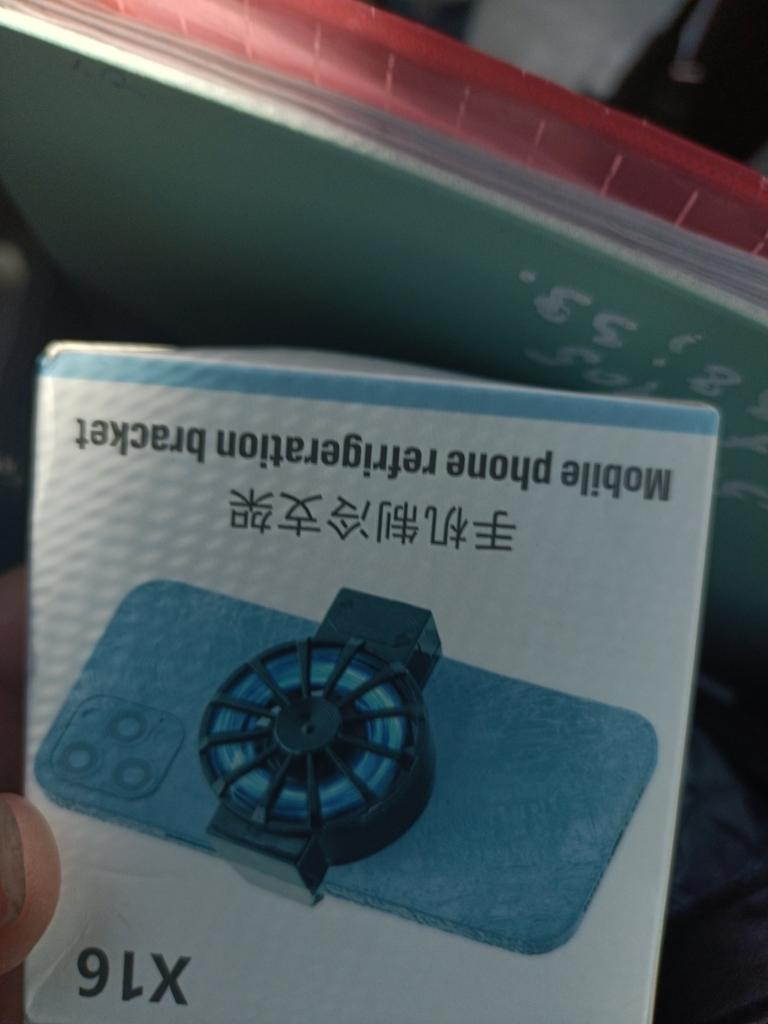 X16
手机制冷支架
Mobile phone refrigeration bracket